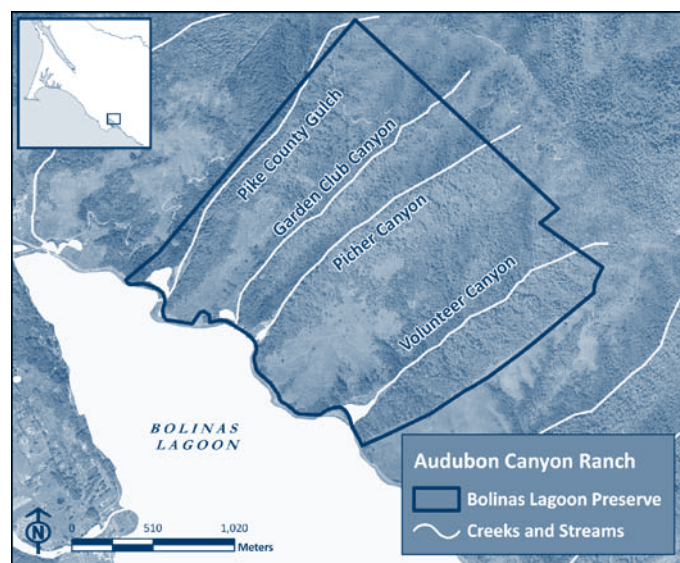 Pike County Gulch
Garden Club Canyon
Picher Canyon
Volunteer Canyon
BOLINAS
LAGOON
Audubon Canyon Ranch
Bolinas Lagoon Preserve
Creeks and Streams
N
0 510 1,020
Meters